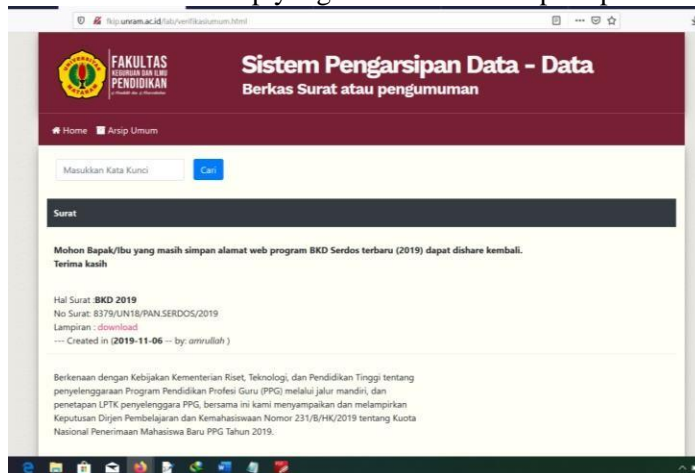 fkip.unram.ac.id/lab/verifikasiumum.html
FAKULTAS
KEGURUAN DAN ILMU
PENDIDIKAN
Sistem Pengarsipan Data - Data
Berkas Surat atau pengumuman
Home Arsip Umum
Masukkan Kata Kunci Cari
Surat
Mohon Bapak/Ibu yang masih simpan alamat web program BKD Serdos terbaru (2019) dapat dishare kembali.
Terima kasih
Hal Surat :BKD 2019
No Surat: 8379/UN18/PAN.SERDOS/2019
Lampiran : download
--- Created in (2019-11-06 -- by: amrullah )
Berkenaan dengan Kebijakan Kementerian Riset, Teknologi, dan Pendidikan Tinggi tentang
penyelenggaraan Program Pendidikan Profesi Guru (PPG) melalui jalur mandiri, dan
penetapan LPTK penyelenggara PPG, bersama ini kami menyampaikan dan melampirkan
Keputusan Dirjen Pembelajaran dan Kemahasiswaan Nomor 231/B/HK/2019 tentang Kuota
Nasional Penerimaan Mahasiswa Baru PPG Tahun 2019.